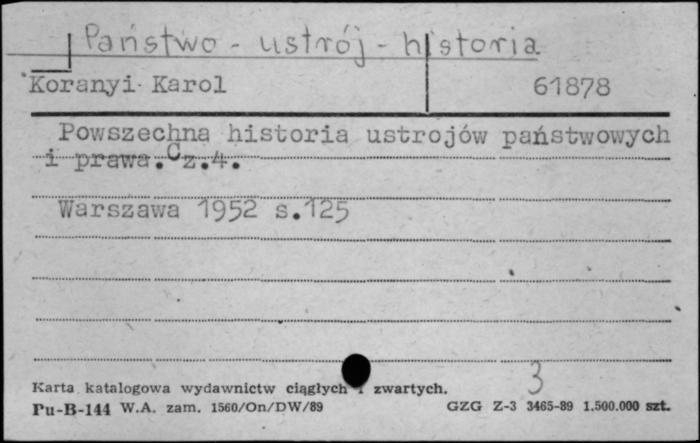 Państwo - ustrój - historia
Koranyi Karol 61878
Powszechna historia ustrojów państwowych
i prawa. Cz.4.
Warszawa 1952 s.125
3
Karta katalogowa wydawnictw ciągłych i zwartych.
Pu-B-144 W.A. zam. 1560/On/DW/89 GZG Z-3 3465-89 1.500.000 szt.